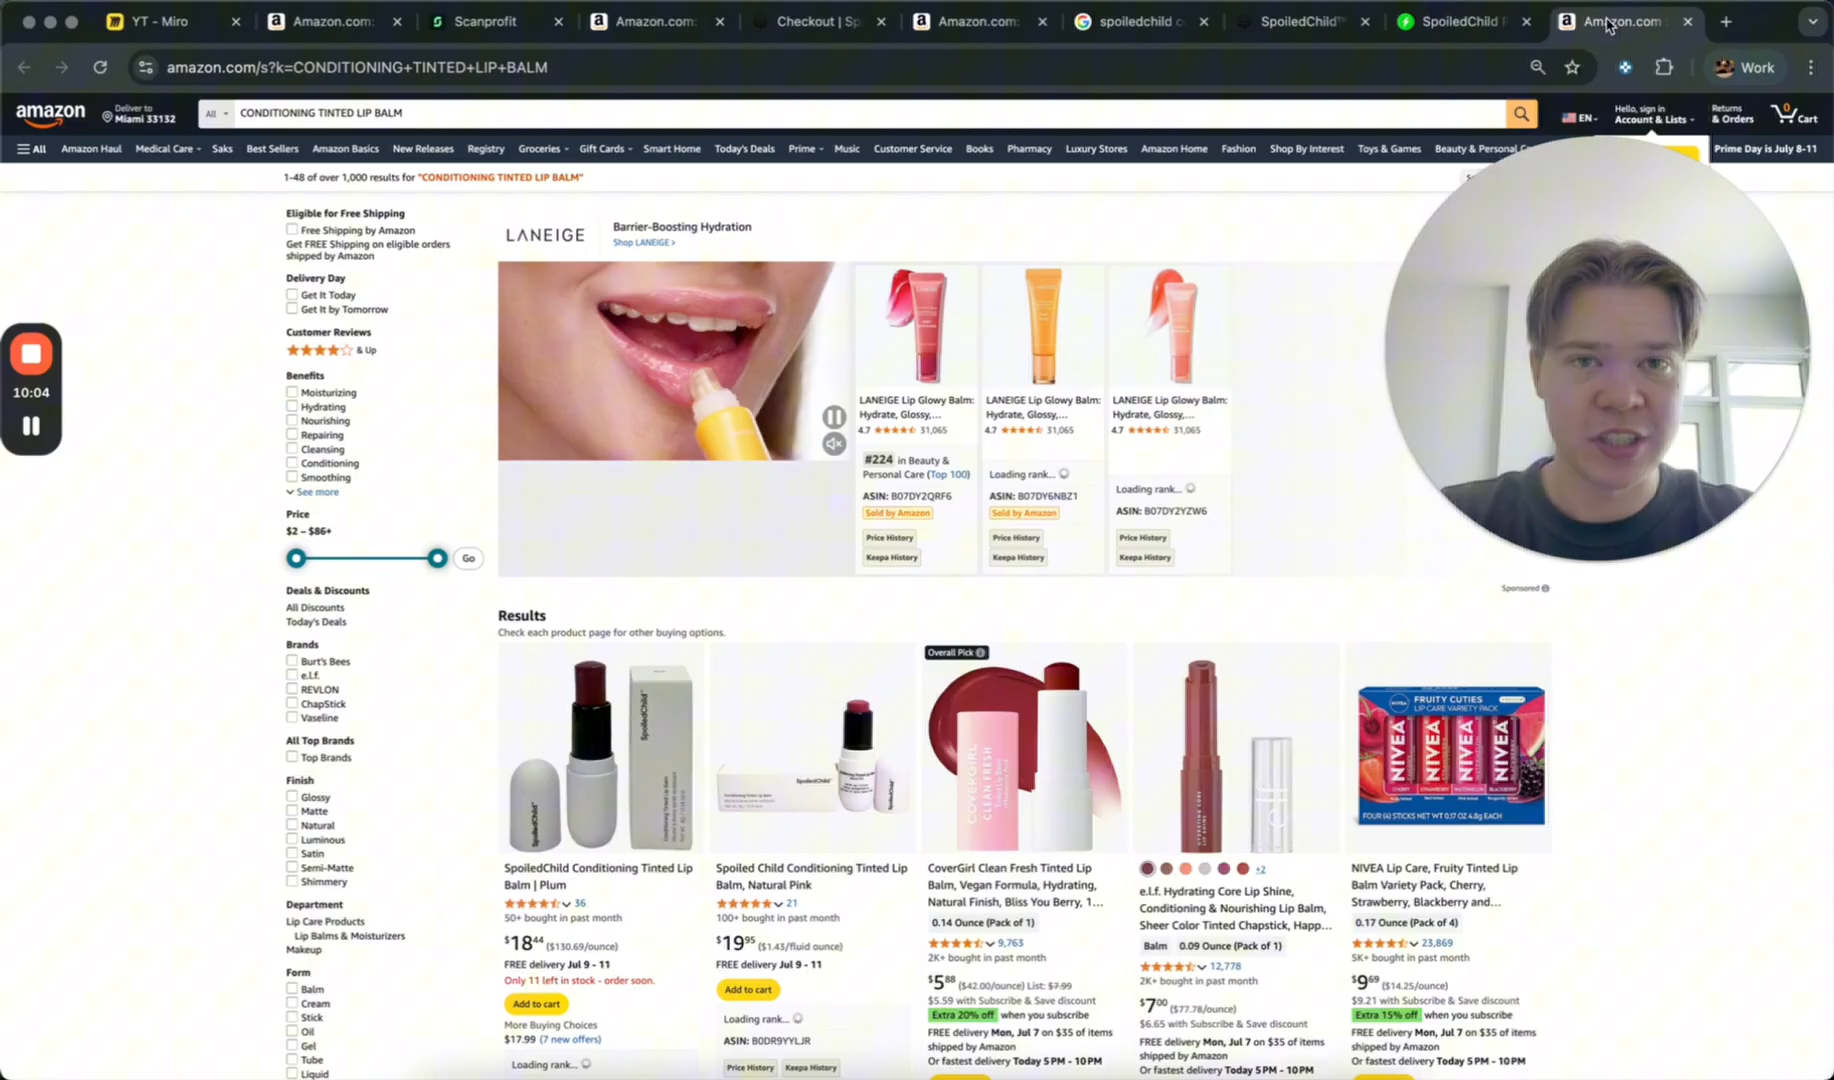 YT - Miro
Amazon.com:
Scanprofit
Amazon.com:
Checkout | Sp
Amazon.com:
spoiledchild c
SpoiledChild™
SpoiledChild F
Amazon.com
amazon.com/s?k=CONDITIONING+TINTED+LIP+BALM
Work
amazon
Deliver to
Miami 33132
All
CONDITIONING TINTED LIP BALM
EN
Hello, sign in
Account & Lists
Returns
& Orders
0
Cart
All
Amazon Haul
Medical Care
Saks
Best Sellers
Amazon Basics
New Releases
Registry
Groceries
Gift Cards
Smart Home
Today's Deals
Prime
Music
Customer Service
Books
Pharmacy
Luxury Stores
Amazon Home
Fashion
Shop By Interest
Toys & Games
Beauty & Personal C
Prime Day is July 8-11
1-48 of over 1,000 results for "CONDITIONING TINTED LIP BALM"
10:04
Eligible for Free Shipping
Free Shipping by Amazon
Get FREE Shipping on eligible orders
shipped by Amazon
Delivery Day
Get It Today
Get It by Tomorrow
Customer Reviews
& Up
Benefits
Moisturizing
Hydrating
Nourishing
Repairing
Cleansing
Conditioning
Smoothing
See more
Price
$2 – $86+
Go
Deals & Discounts
All Discounts
Today's Deals
Brands
Burt's Bees
e.l.f.
REVLON
ChapStick
Vaseline
All Top Brands
Top Brands
Finish
Glossy
Matte
Natural
Luminous
Satin
Semi-Matte
Shimmery
Department
Lip Care Products
Lip Balms & Moisturizers
Makeup
Form
Balm
Cream
Stick
Oil
Gel
Tube
Liquid
LANEIGE
Barrier-Boosting Hydration
Shop LANEIGE ›
LANEIGE Lip Glowy Balm:
Hydrate, Glossy,...
4.7
31,065
#224 in Beauty &
Personal Care (Top 100)
ASIN: B07DY2QRF6
Sold by Amazon
Price History
Keepa History
LANEIGE Lip Glowy Balm:
Hydrate, Glossy,...
4.7
31,065
Loading rank...
ASIN: B07DY6NBZ1
Sold by Amazon
Price History
Keepa History
LANEIGE Lip Glowy Balm:
Hydrate, Glossy,...
4.7
31,065
Loading rank...
ASIN: B07DY2YZW6
Price History
Keepa History
Sponsored
Results
Check each product page for other buying options.
SpoiledChild
SpoiledChild
SpoiledChild Conditioning Tinted Lip
Balm | Plum
36
50+ bought in past month
$18.44 ($130.69/ounce)
FREE delivery Jul 9 - 11
Only 11 left in stock - order soon.
Add to cart
More Buying Choices
$17.99 (7 new offers)
Loading rank...
SpoiledChild
Spoiled Child Conditioning Tinted Lip
Balm, Natural Pink
21
100+ bought in past month
$19.95 ($1.43/fluid ounce)
FREE delivery Jul 9 - 11
Add to cart
Loading rank...
ASIN: B0DR9YYLJR
Price History
Keepa History
Overall Pick
COVERGIRL
CLEAN FRESH
CoverGirl Clean Fresh Tinted Lip
Balm, Vegan Formula, Hydrating,
Natural Finish, Bliss You Berry, 1...
0.14 Ounce (Pack of 1)
9,763
2K+ bought in past month
$5.88 ($42.00/ounce) List: $7.99
$5.59 with Subscribe & Save discount
Extra 20% off when you subscribe
FREE delivery Mon, Jul 7 on $35 of items
shipped by Amazon
Or fastest delivery Today 5 PM - 10 PM
+2
e.l.f. Hydrating Core Lip Shine,
Conditioning & Nourishing Lip Balm,
Sheer Color Tinted Chapstick, Happ...
Balm
0.09 Ounce (Pack of 1)
12,778
2K+ bought in past month
$7.00 ($77.78/ounce)
$6.65 with Subscribe & Save discount
FREE delivery Mon, Jul 7 on $35 of items
shipped by Amazon
Or fastest delivery Today 5 PM - 10 PM
NIVEA
FRUITY CUTIES
LIP CARE VARIETY PACK
NIVEA
NIVEA
NIVEA
NIVEA
CHERRY
STRAWBERRY
WATERMELON
BLACKBERRY
FOUR (4) STICKS NET WT 0.17 OZ 4.8g EACH
NIVEA Lip Care, Fruity Tinted Lip
Balm Variety Pack, Cherry,
Strawberry, Blackberry and...
0.17 Ounce (Pack of 4)
23,869
5K+ bought in past month
$9.69 ($14.25/ounce)
$9.21 with Subscribe & Save discount
Extra 15% off when you subscribe
FREE delivery Mon, Jul 7 on $35 of items
shipped by Amazon
Or fastest delivery Today 5 PM - 10 PM